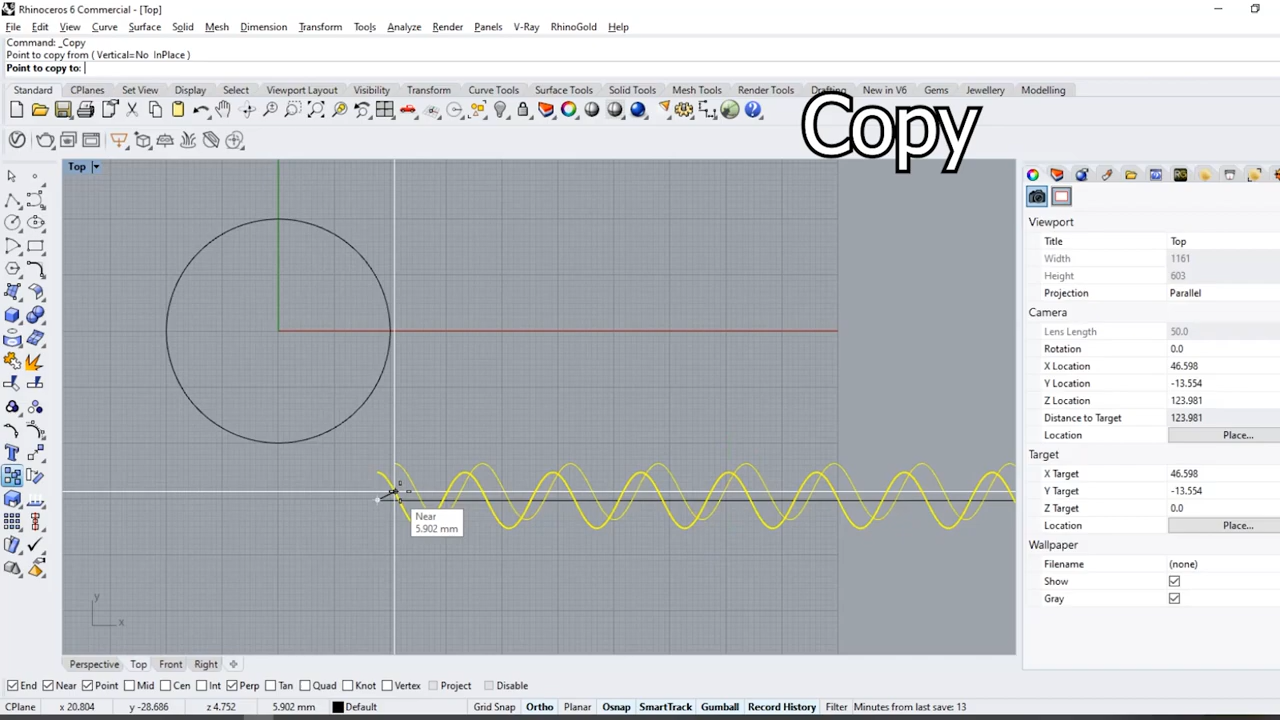 Rhinoceros 6 Commercial - [Top]
File Edit View Curve Surface Solid Mesh Dimension Transform Tools Analyze Render Panels V-Ray RhinoGold Help
Command: _Copy
Point to copy from ( Vertical=No InPlace )
Point to copy to:
Standard CPlanes Set View Display Select Viewport Layout Visibility Transform Curve Tools Surface Tools Solid Tools Mesh Tools Render Tools Drafting New in V6 Gems Jewellery Modelling
Copy
Top
Viewport
Title Top
Width 1161
Height 603
Projection Parallel
Camera
Lens Length 50.0
Rotation 0.0
X Location 46.598
Y Location -13.554
Z Location 123.981
Distance to Target 123.981
Location Place...
Target
X Target 46.598
Y Target -13.554
Z Target 0.0
Location Place...
Wallpaper
Filename (none)
Show
Gray
Near
5.902 mm
y
x
Perspective Top Front Right
End Near Point Mid Cen Int Perp Tan Quad Knot Vertex Project Disable
CPlane x 20.804 y -28.686 z 4.752 5.902 mm Default Grid Snap Ortho Planar Osnap SmartTrack Gumball Record History Filter Minutes from last save: 13